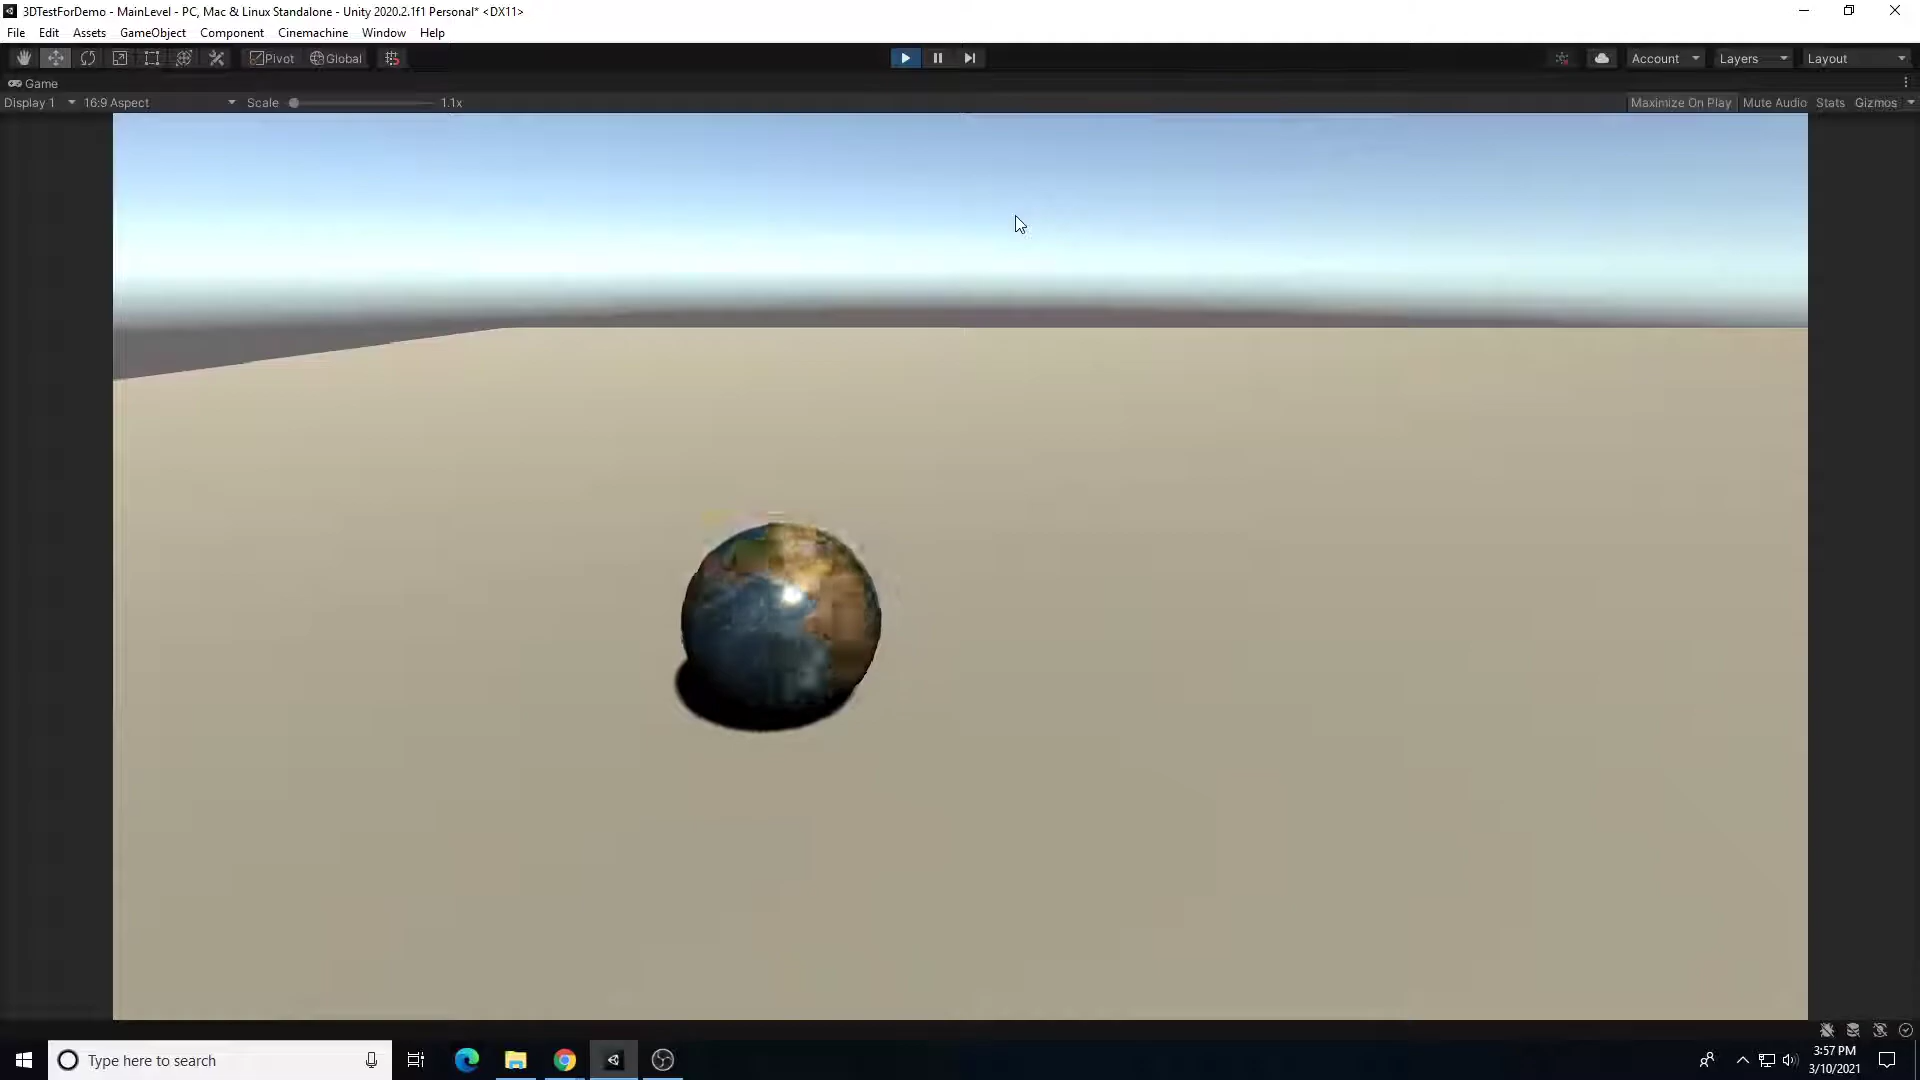 3DTestForDemo - MainLevel - PC, Mac & Linux Standalone - Unity 2020.2.1f1 Personal* <DX11>
File Edit Assets GameObject Component Cinemachine Window Help
Pivot Global Account Layers Layout
Game
Display 1 16:9 Aspect Scale 1.1x Maximize On Play Mute Audio Stats Gizmos
Type here to search
3:57 PM
3/10/2021